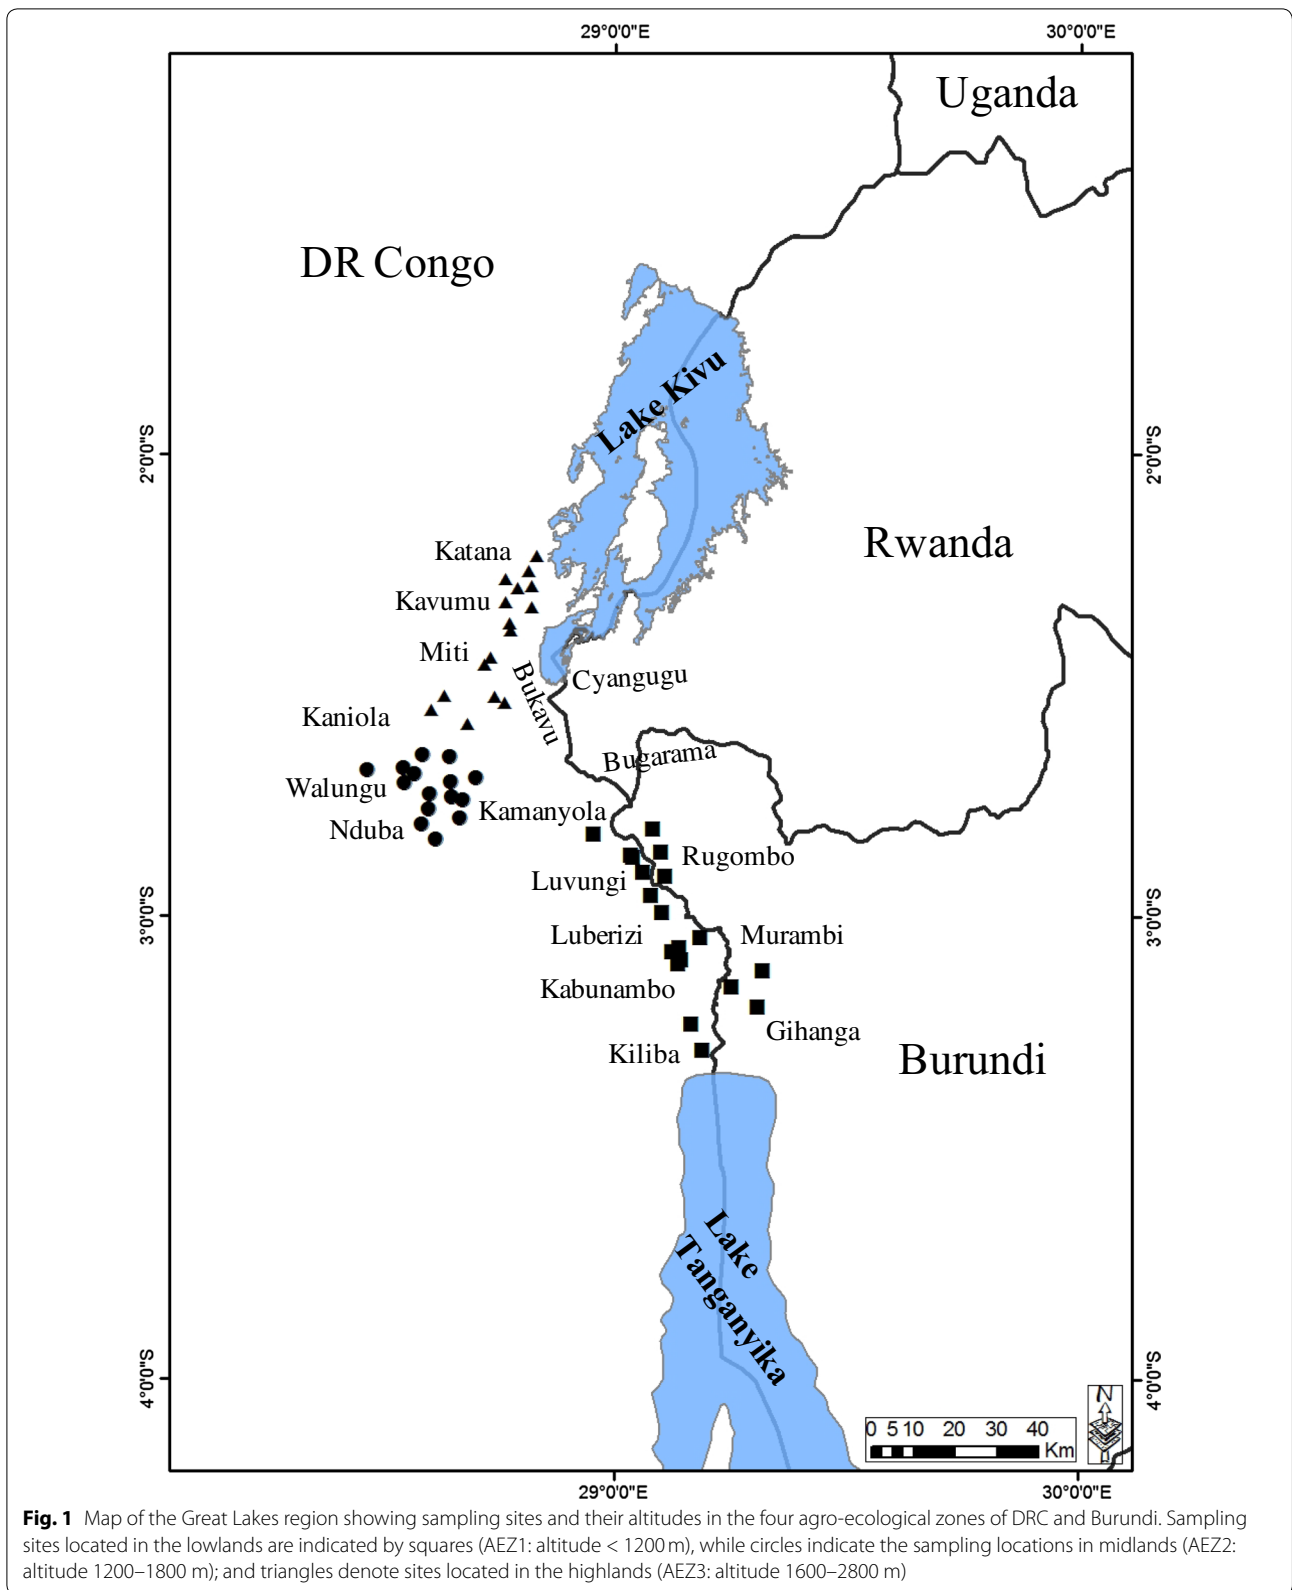 29°0'0"E
30°0'0"E
Uganda
DR Congo
Lake Kivu
2°0'0"S
2°0'0"S
Rwanda
Katana
Kavumu
Miti
Bukavu
Cyangugu
Kaniola
Bugarama
Walungu
Kamanyola
Nduba
Rugombo
Luvungi
3°0'0"S
3°0'0"S
Luberizi
Murambi
Kabunambo
Gihanga
Kiliba
Burundi
Lake
Tanganyika
4°0'0"S
4°0'0"S
N
0 5 10 20 30 40
Km
29°0'0"E
30°0'0"E
Fig. 1 Map of the Great Lakes region showing sampling sites and their altitudes in the four agro-ecological zones of DRC and Burundi. Sampling
sites located in the lowlands are indicated by squares (AEZ1: altitude < 1200 m), while circles indicate the sampling locations in midlands (AEZ2:
altitude 1200–1800 m); and triangles denote sites located in the highlands (AEZ3: altitude 1600–2800 m)